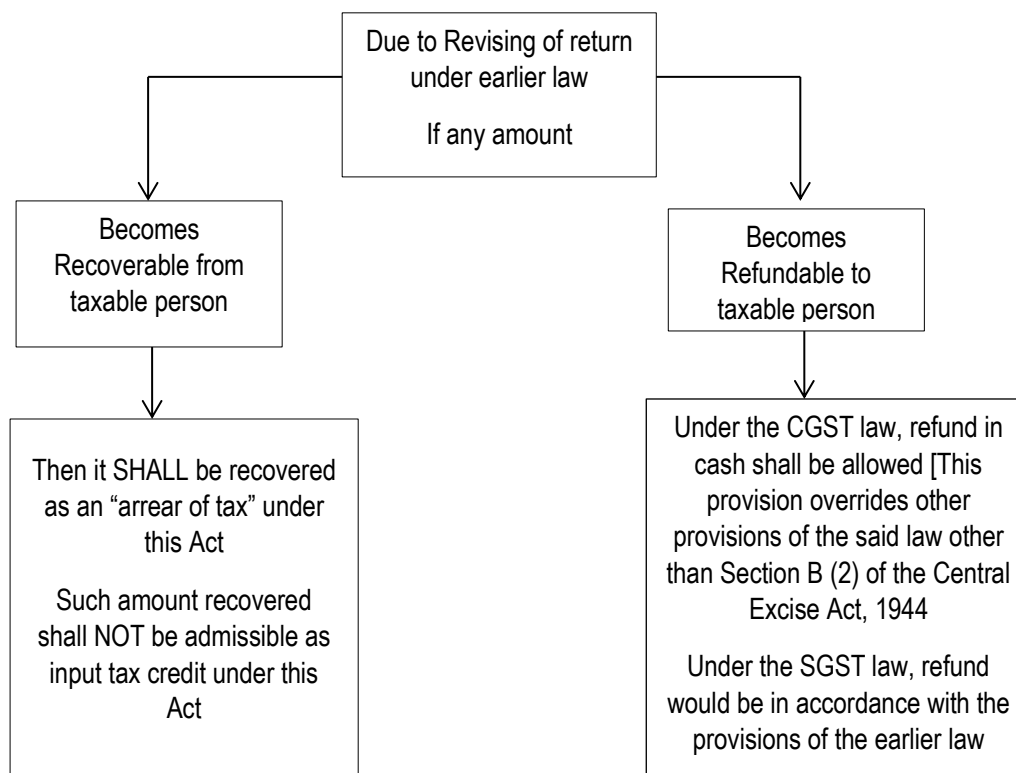 Due to Revising of return
under earlier law
If any amount
Becomes
Recoverable from
taxable person
Becomes
Refundable to
taxable person
Then it SHALL be recovered
as an “arrear of tax” under
this Act
Such amount recovered
shall NOT be admissible as
input tax credit under this
Act
Under the CGST law, refund in
cash shall be allowed [This
provision overrides other
provisions of the said law other
than Section B (2) of the Central
Excise Act, 1944
Under the SGST law, refund
would be in accordance with the
provisions of the earlier law